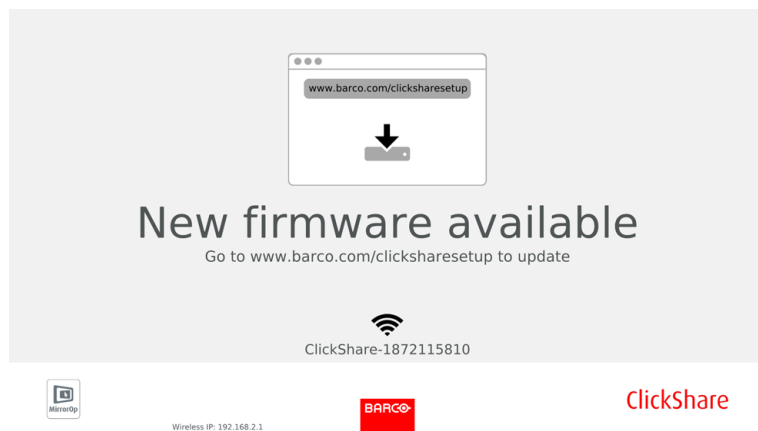 www.barco.com/clicksharesetup
New firmware available
Go to www.barco.com/clicksharesetup to update
ClickShare-1872115810
MirrorOp
Wireless IP: 192.168.2.1
BARCO
ClickShare